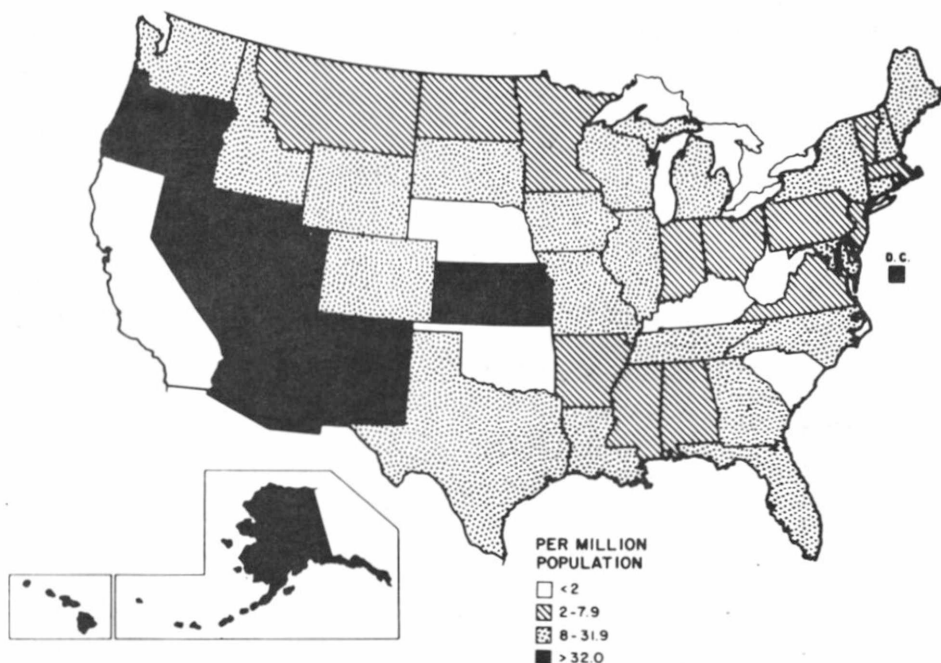 D.C.
PER MILLION
POPULATION
<2
2-7.9
8-31.9
>32.0